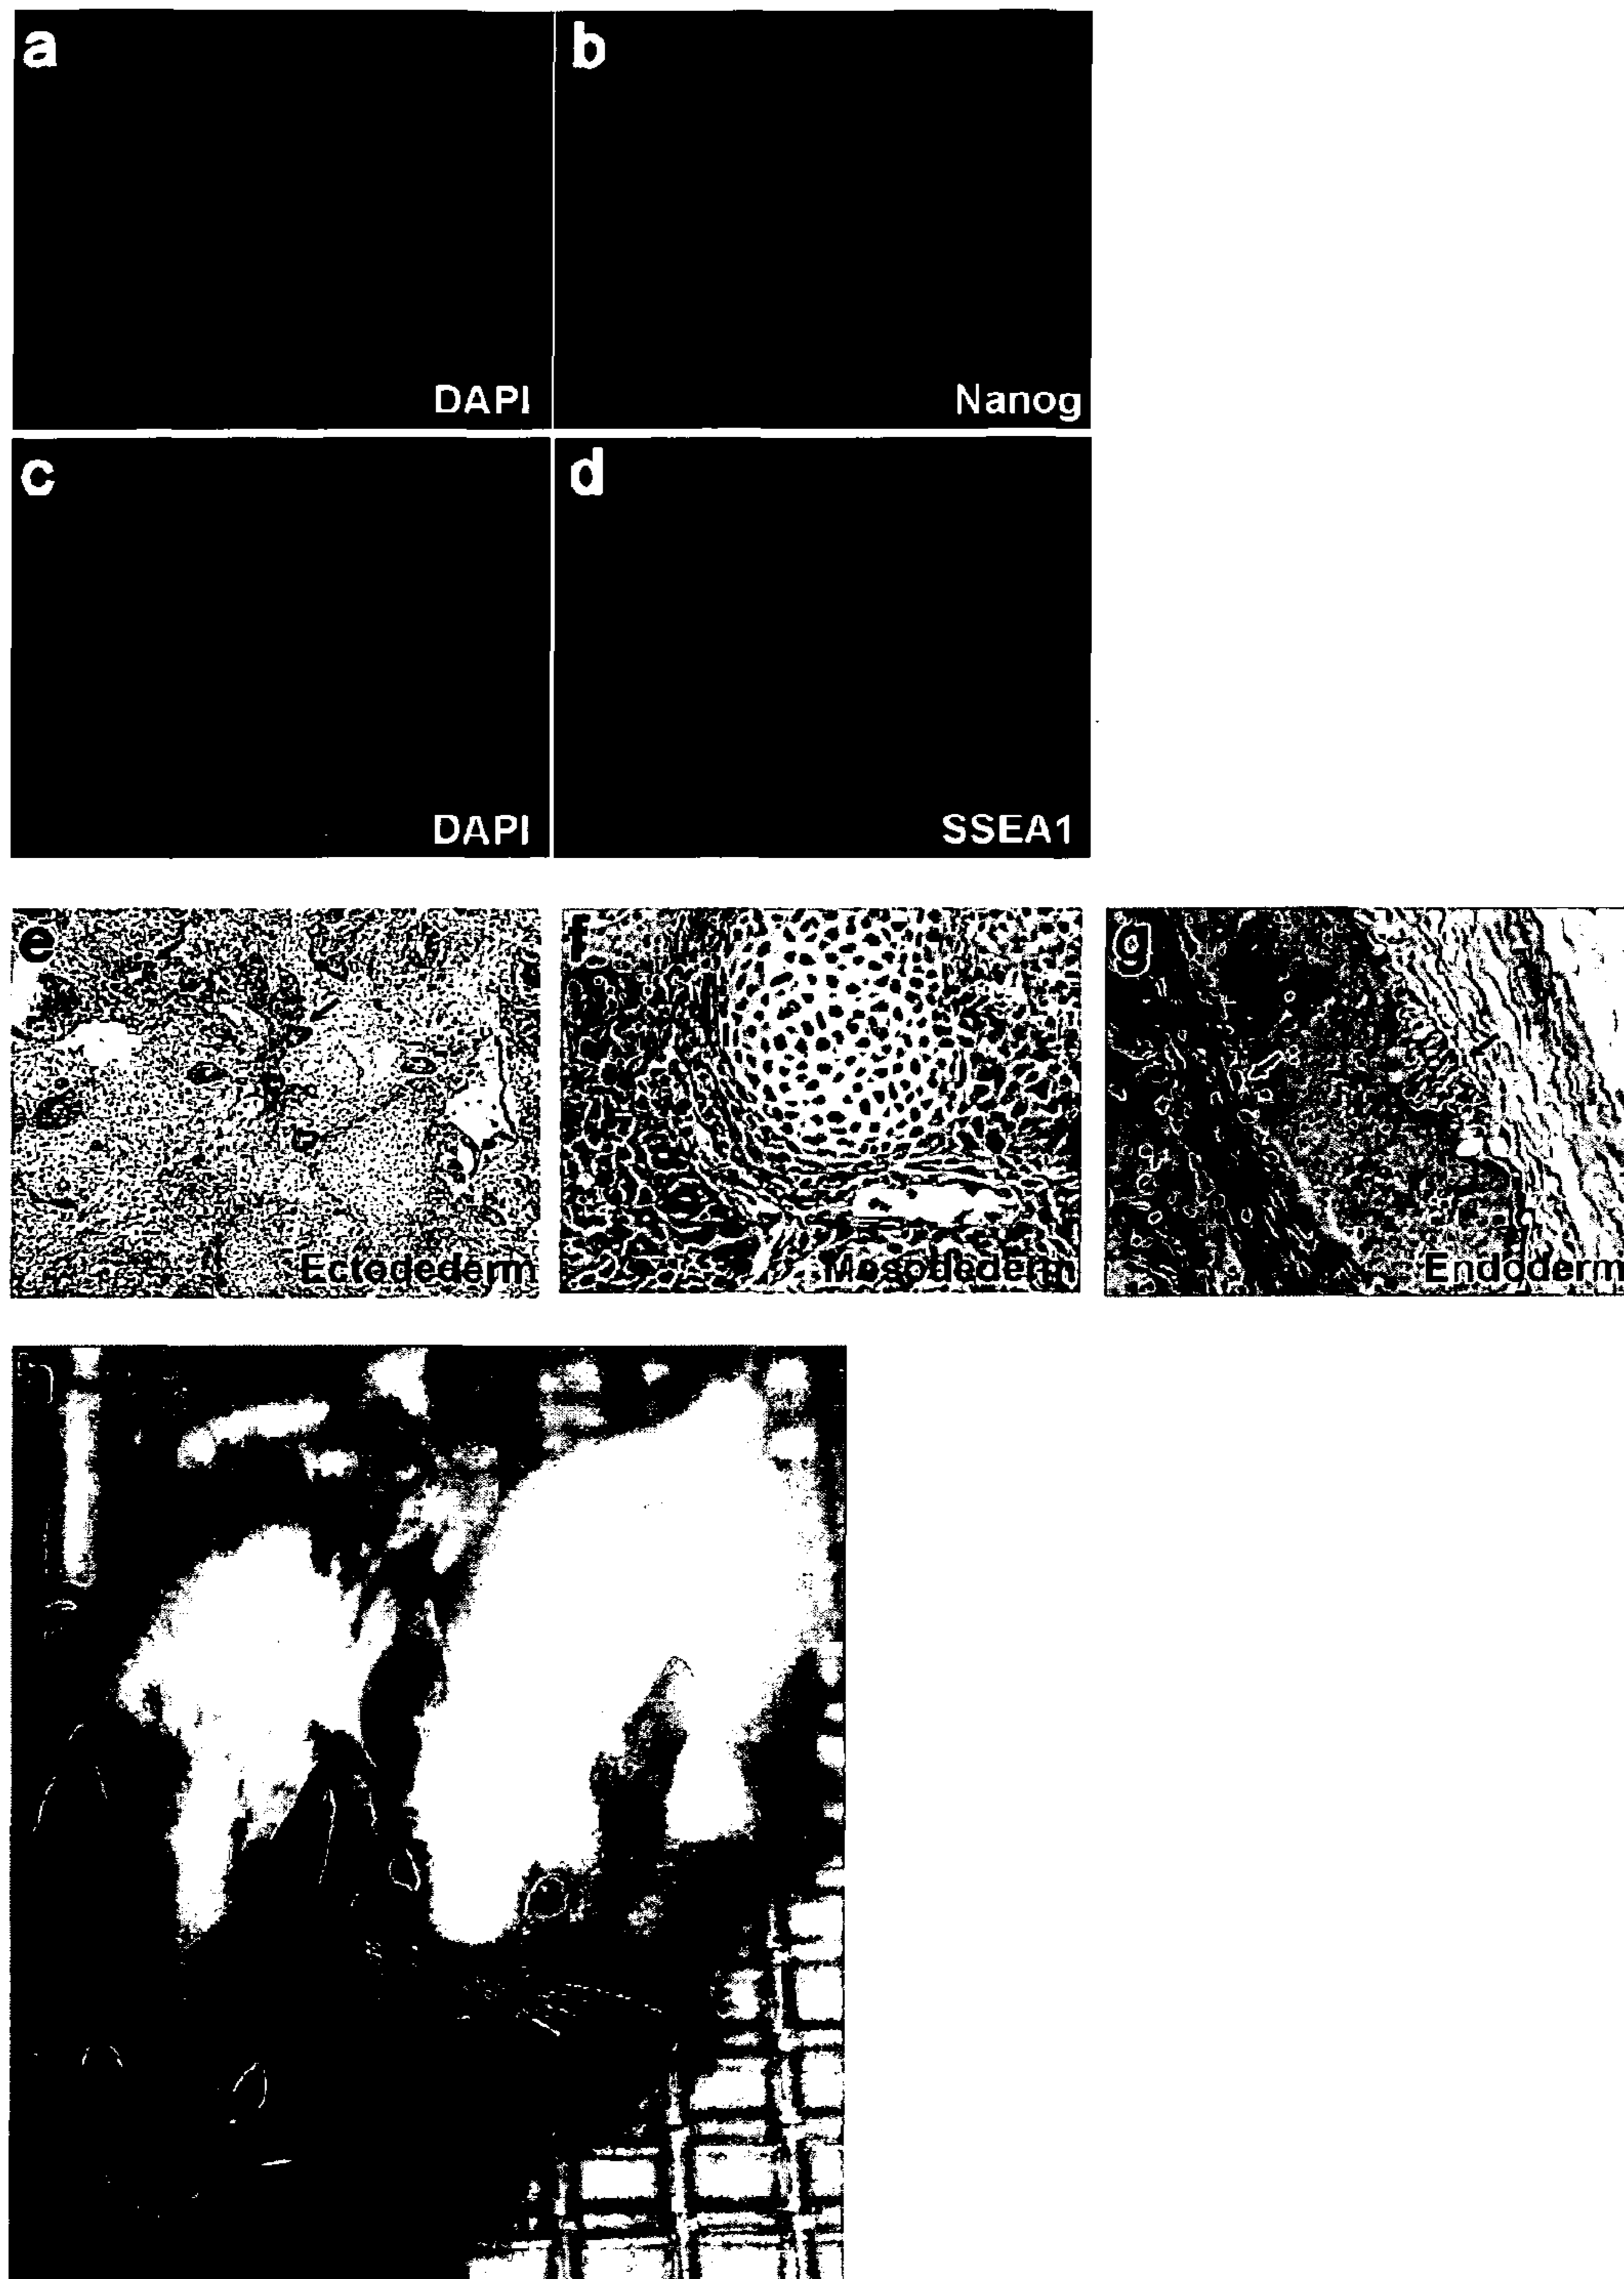 a
b
DAPI
Nanog
c
d
DAPI
SSEA1
e
f
g
Ectodederm
Mesodederm
Endoderm
h